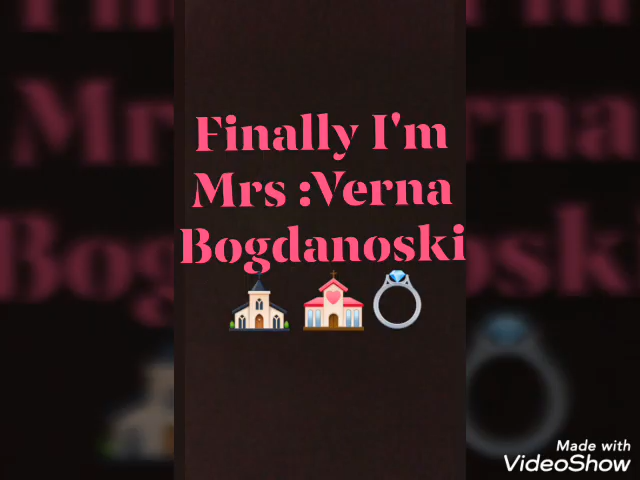 Finally I'm
Mrs :Verna
Bogdanoski
Made with
VideoShow